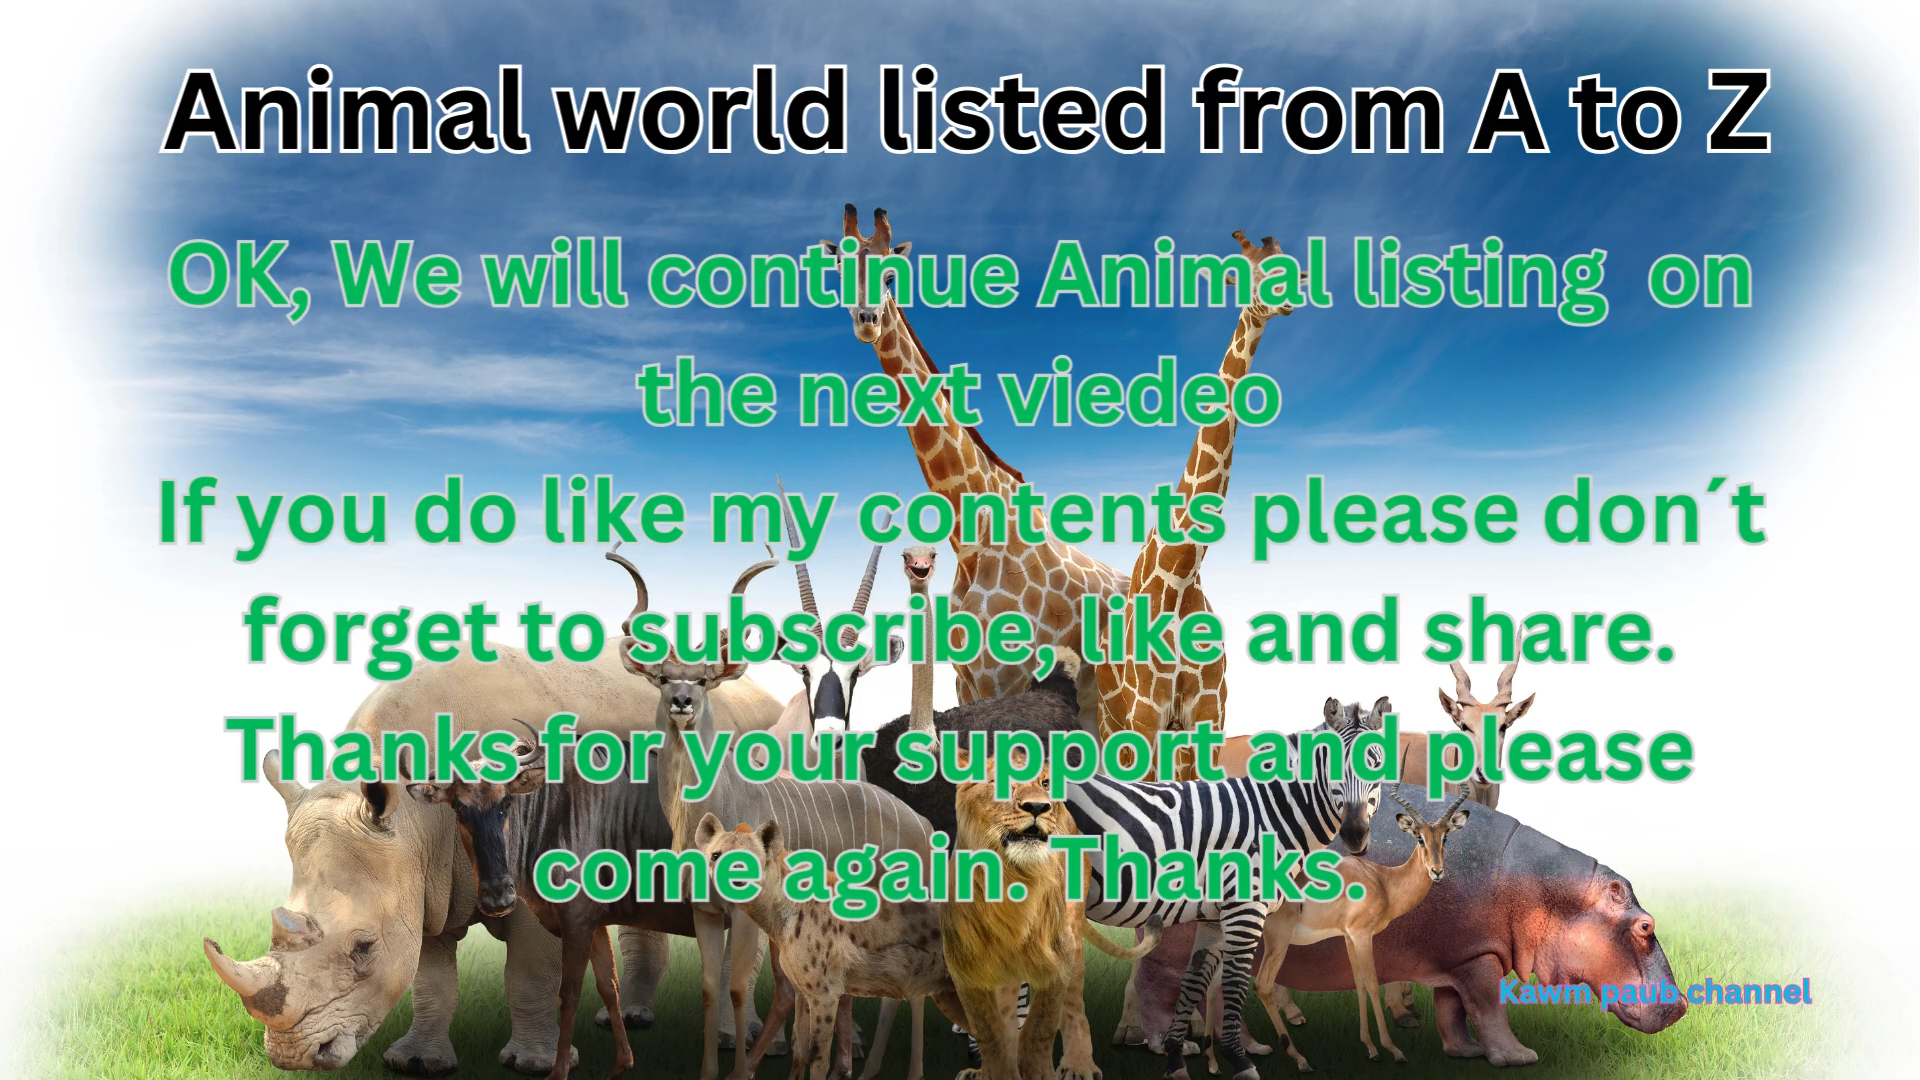 Animal world listed from A to Z
OK, We will continue Animal listing  on
the next viedeo
If you do like my contents please don´t
forget to subscribe, like and share.
Thanks for your support and please
come again. Thanks.
Kawm paub channel